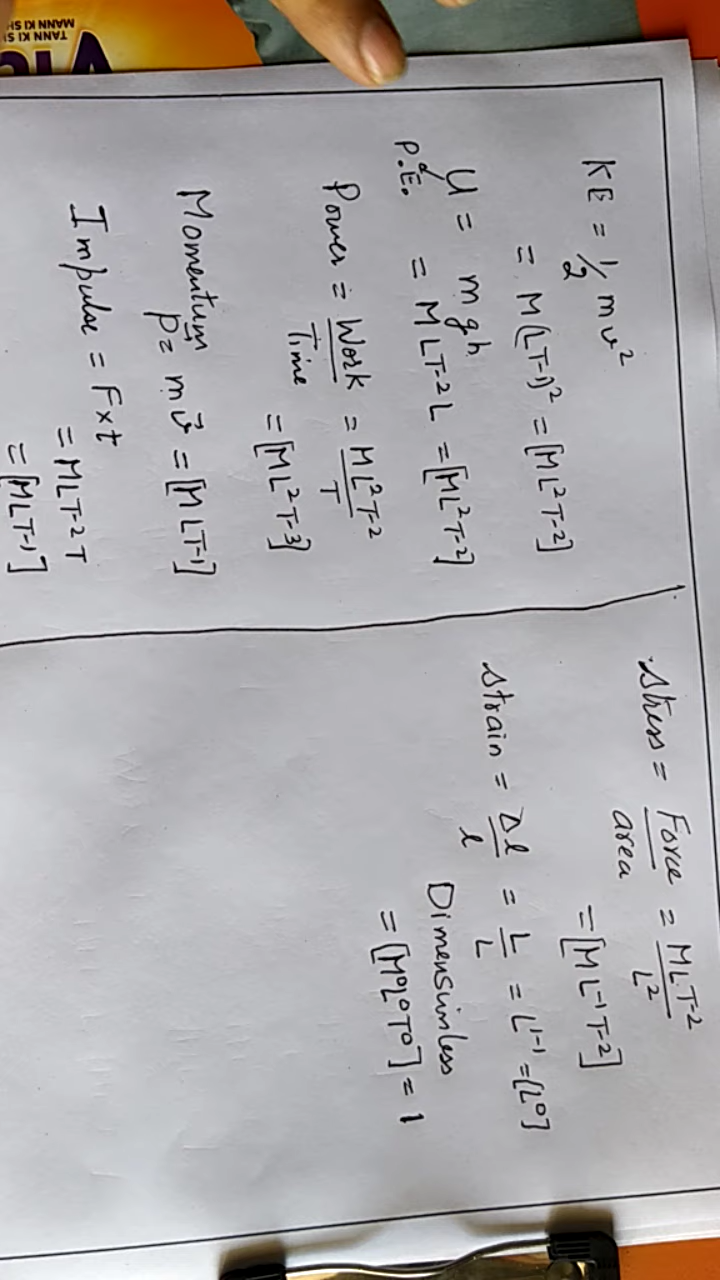 KE = 1/2 mv²
= M(LT-1)² = [ML²T-2]
U = mgh
P.E. = MLT-2L = [ML²T-2]
Power = Work/Time = ML²T-2/T
= [ML²T-3]
Momentum
p = mv⃗ = [MLT-1]
Impulse = F×t
= MLT-2T
= [MLT-1]
Stress = Force/area = MLT-2/L²
= [ML-1T-2]
Strain = Δl/l = L/L = L¹⁻¹ = [L⁰]
Dimensionless
= [M⁰L⁰T⁰] = 1
TANN KI
MANN KI SH